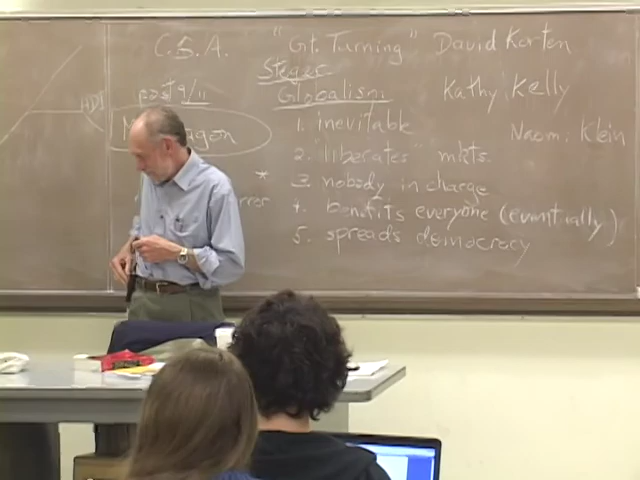 C.S.A. "Gt. Turning" David Korten
Steger
post 9/11 Globalism Kathy Kelly
HDI
1. inevitable Naomi Klein
2. "liberates" mkts.
* 3. nobody in charge
4. benefits everyone (eventually)
5. spreads democracy